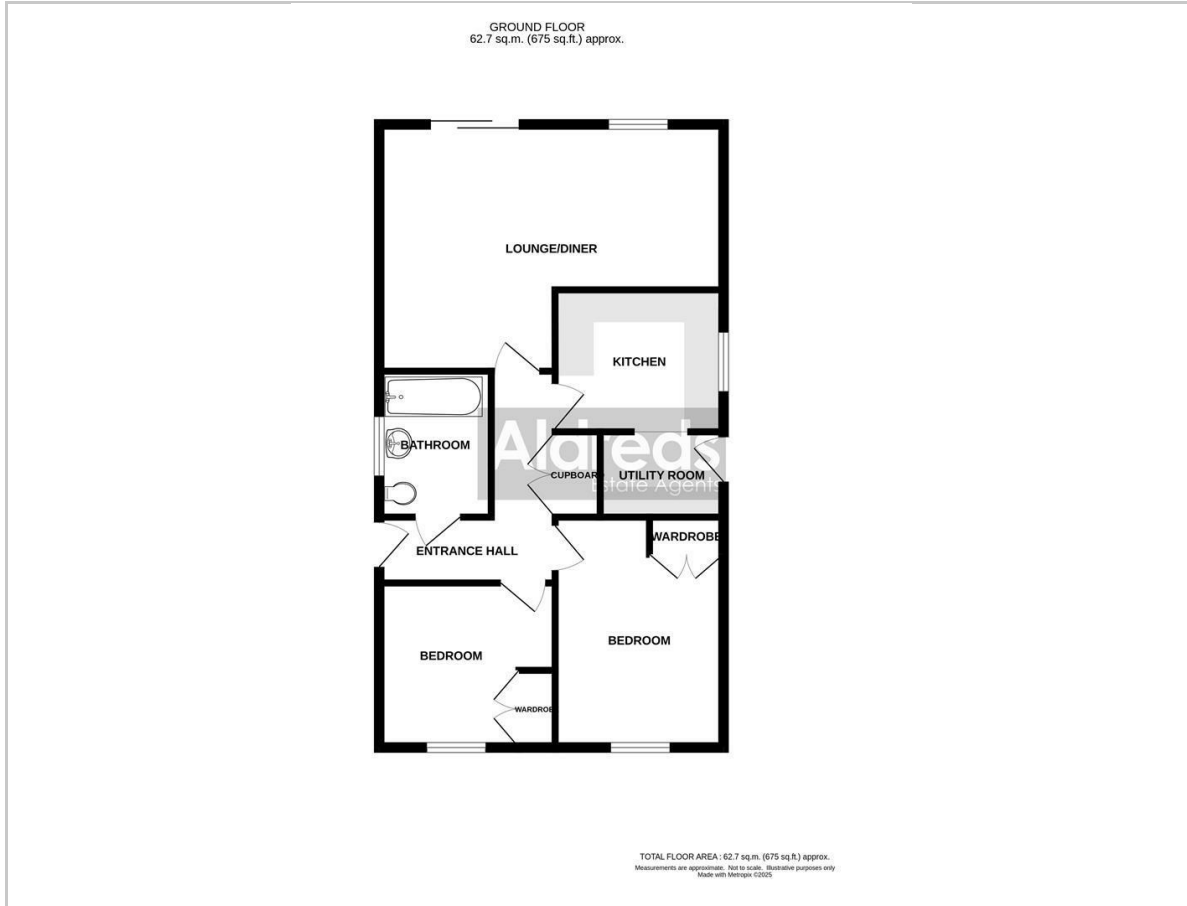 GROUND FLOOR
62.7 sq.m. (675 sq.ft.) approx.
LOUNGE/DINER
KITCHEN
Aldreds
Estate Agents
BATHROOM
CUPBOARD
UTILITY ROOM
WARDROBE
ENTRANCE HALL
BEDROOM
BEDROOM
WARDROBE
TOTAL FLOOR AREA : 62.7 sq.m. (675 sq.ft.) approx.
Measurements are approximate. Not to scale. Illustrative purposes only
Made with Metropix ©2025